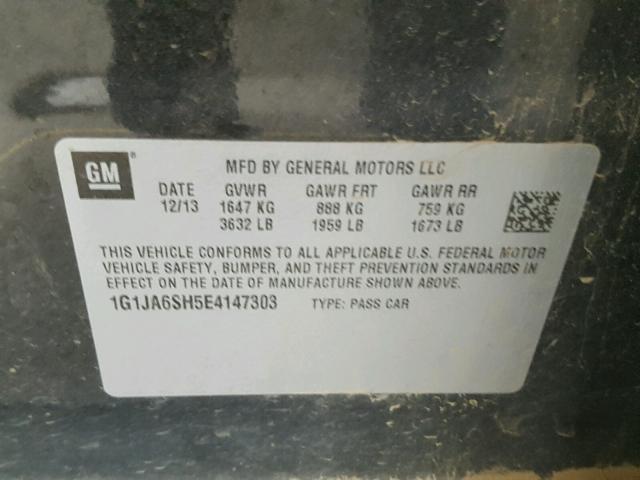 GM ® MFD BY GENERAL MOTORS LLC
DATE GVWR GAWR FRT GAWR RR
12/13 1647 KG 888 KG 759 KG
3632 LB 1959 LB 1673 LB
THIS VEHICLE CONFORMS TO ALL APPLICABLE U.S. FEDERAL MOTOR
VEHICLE SAFETY, BUMPER, AND THEFT PREVENTION STANDARDS IN
EFFECT ON THE DATE OF MANUFACTURE SHOWN ABOVE.
1G1JA6SH5E4147303 TYPE: PASS CAR